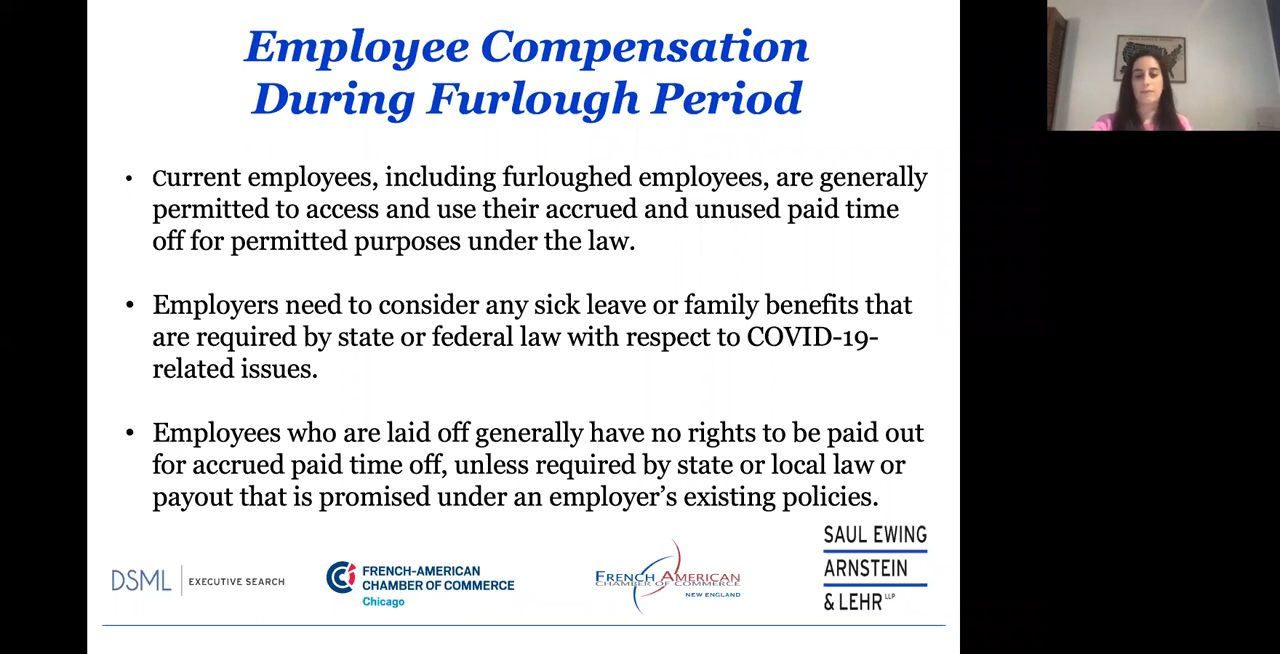 Employee Compensation
During Furlough Period
• Current employees, including furloughed employees, are generally
permitted to access and use their accrued and unused paid time
off for permitted purposes under the law.
• Employers need to consider any sick leave or family benefits that
are required by state or federal law with respect to COVID-19-
related issues.
• Employees who are laid off generally have no rights to be paid out
for accrued paid time off, unless required by state or local law or
payout that is promised under an employer's existing policies.
DSML EXECUTIVE SEARCH
FRENCH-AMERICAN
CHAMBER OF COMMERCE
Chicago
FRENCH AMERICAN
CHAMBER OF COMMERCE
NEW ENGLAND
SAUL EWING
ARNSTEIN
& LEHR LLP